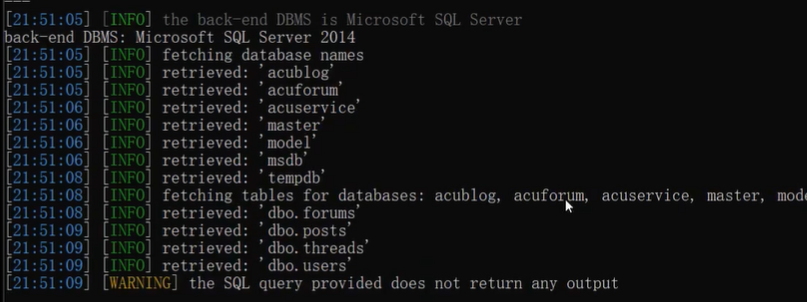 [21:51:05] [INFO] the back-end DBMS is Microsoft SQL Server
back-end DBMS: Microsoft SQL Server 2014
[21:51:05] [INFO] fetching database names
[21:51:05] [INFO] retrieved: 'acublog'
[21:51:05] [INFO] retrieved: 'acuforum'
[21:51:06] [INFO] retrieved: 'acuservice'
[21:51:06] [INFO] retrieved: 'master'
[21:51:06] [INFO] retrieved: 'model'
[21:51:06] [INFO] retrieved: 'msdb'
[21:51:08] [INFO] retrieved: 'tempdb'
[21:51:08] [INFO] fetching tables for databases: acublog, acuforum, acuservice, master, mode
[21:51:08] [INFO] retrieved: 'dbo.forums'
[21:51:09] [INFO] retrieved: 'dbo.posts'
[21:51:09] [INFO] retrieved: 'dbo.threads'
[21:51:09] [INFO] retrieved: 'dbo.users'
[21:51:09] [WARNING] the SQL query provided does not return any output